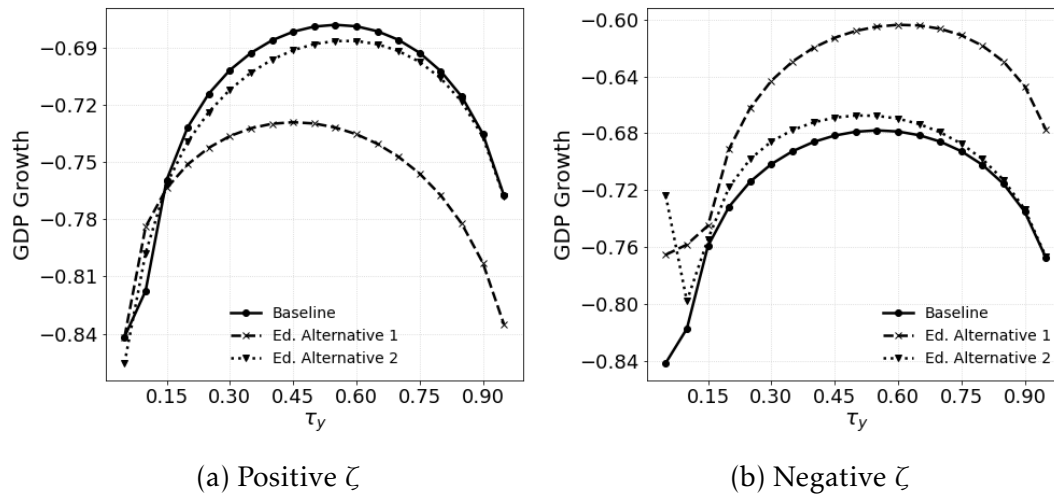 −0.69
−0.72
−0.75
−0.78
−0.81
−0.84
GDP Growth
0.15 0.30 0.45 0.60 0.75 0.90
τy
Baseline
Ed. Alternative 1
Ed. Alternative 2
(a) Positive ζ
−0.60
−0.64
−0.68
−0.72
−0.76
−0.80
−0.84
GDP Growth
0.15 0.30 0.45 0.60 0.75 0.90
τy
Baseline
Ed. Alternative 1
Ed. Alternative 2
(b) Negative ζ